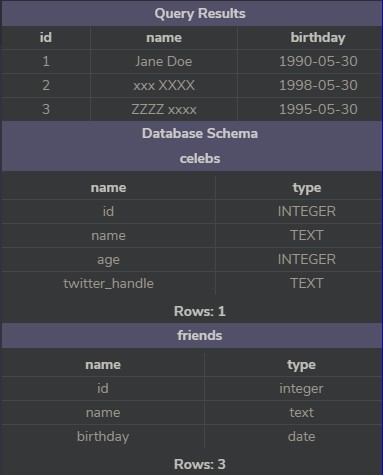 Query Results
id name birthday
1 Jane Doe 1990-05-30
2 xxx XXXX 1998-05-30
3 ZZZZ xxxx 1995-05-30
Database Schema
celebs
name type
id INTEGER
name TEXT
age INTEGER
twitter_handle TEXT
Rows: 1
friends
name type
id integer
name text
birthday date
Rows: 3